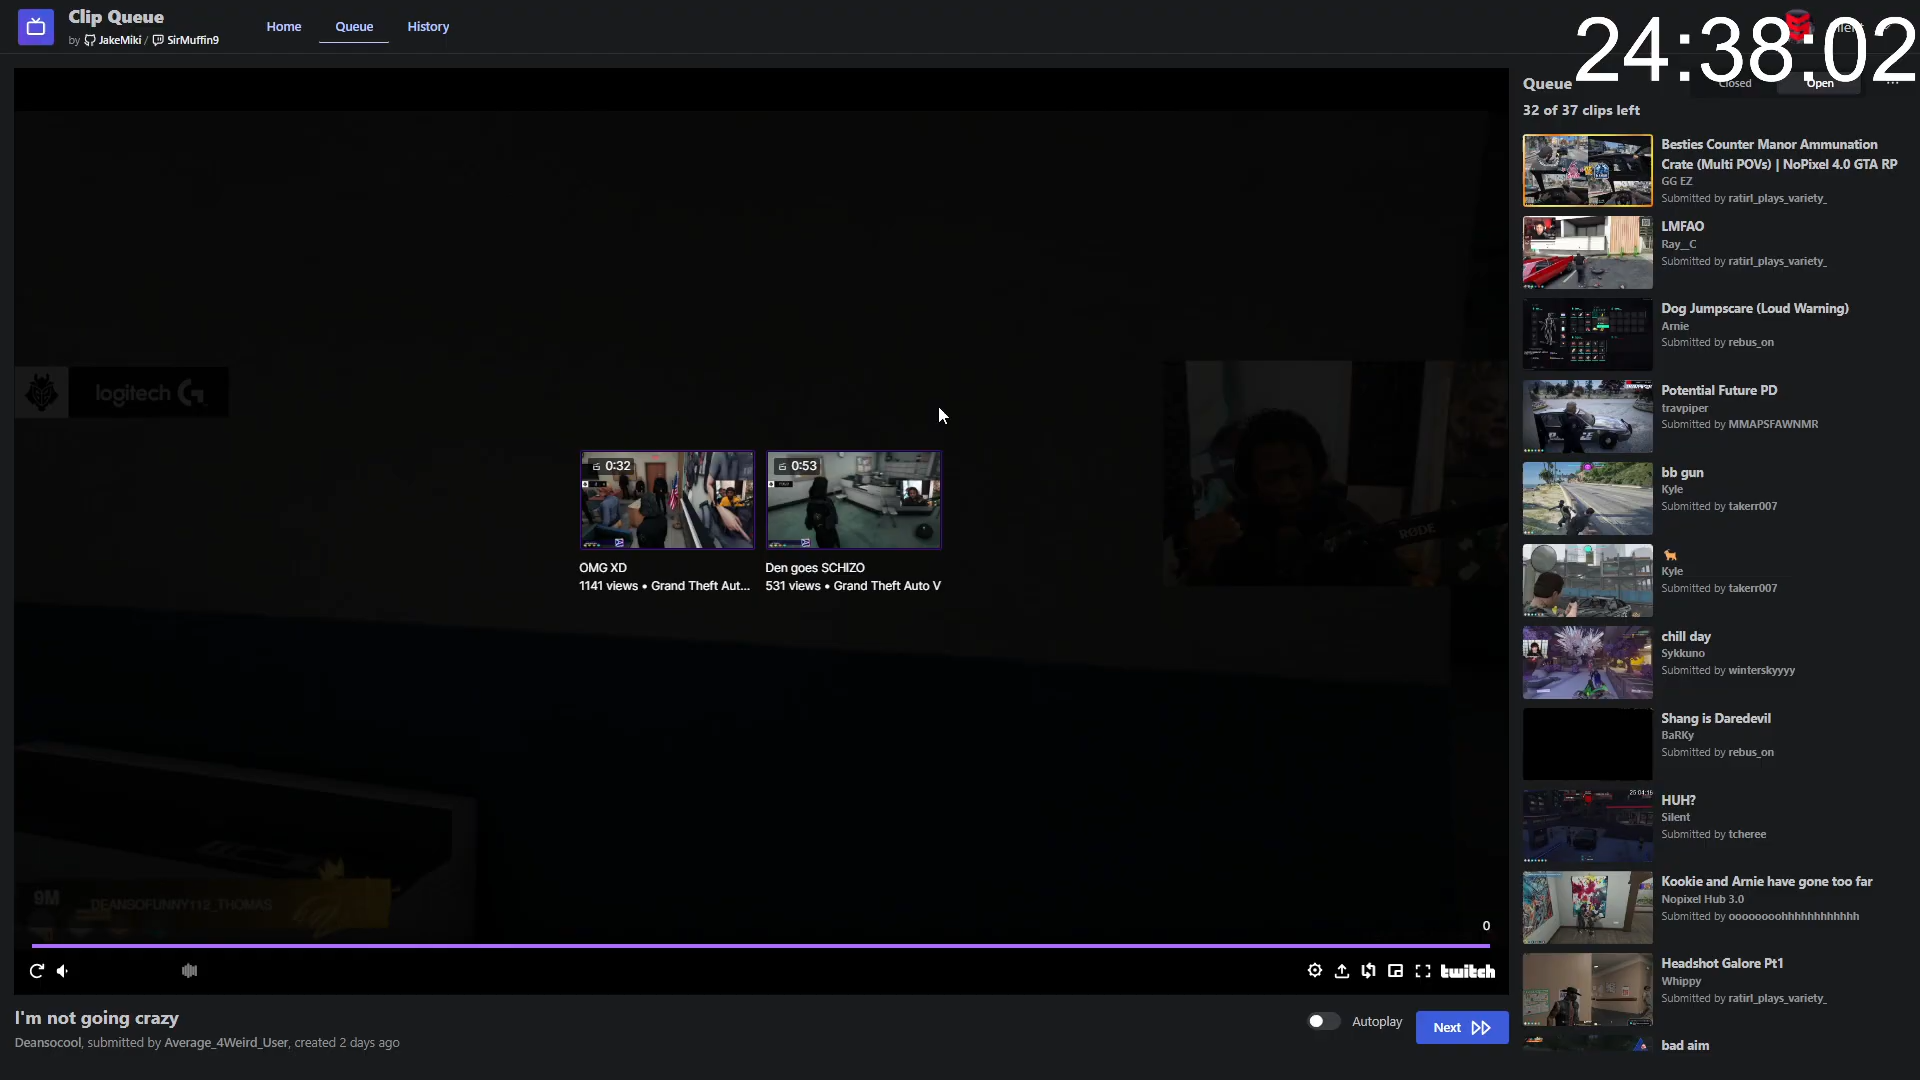 Clip Queue
by JakeMiki / SirMuffin9
Home
Queue
History
24:38:02
Queue
Closed
Open
32 of 37 clips left
Besties Counter Manor Ammunation
Crate (Multi POVs) | NoPixel 4.0 GTA RP
GG EZ
Submitted by ratirl_plays_variety_
LMFAO
Ray__C
Submitted by ratirl_plays_variety_
Dog Jumpscare (Loud Warning)
Arnie
Submitted by rebus_on
Potential Future PD
travpiper
Submitted by MMAPSFAWNMR
bb gun
Kyle
Submitted by takerr007
Kyle
Submitted by takerr007
chill day
Sykkuno
Submitted by winterskyyyy
Shang is Daredevil
BaRKy
Submitted by rebus_on
HUH?
Silent
Submitted by tcheree
Kookie and Arnie have gone too far
Nopixel Hub 3.0
Submitted by oooooooohhhhhhhhhhhh
Headshot Galore Pt1
Whippy
Submitted by ratirl_plays_variety_
bad aim
logitech G
RØDE
0:32
0:53
OMG XD
1141 views • Grand Theft Aut...
Den goes SCHIZO
531 views • Grand Theft Auto V
9M
DEANSOFUNNY112_THOMAS
0
twitch
I'm not going crazy
Deansocool, submitted by Average_4Weird_User, created 2 days ago
Autoplay
Next